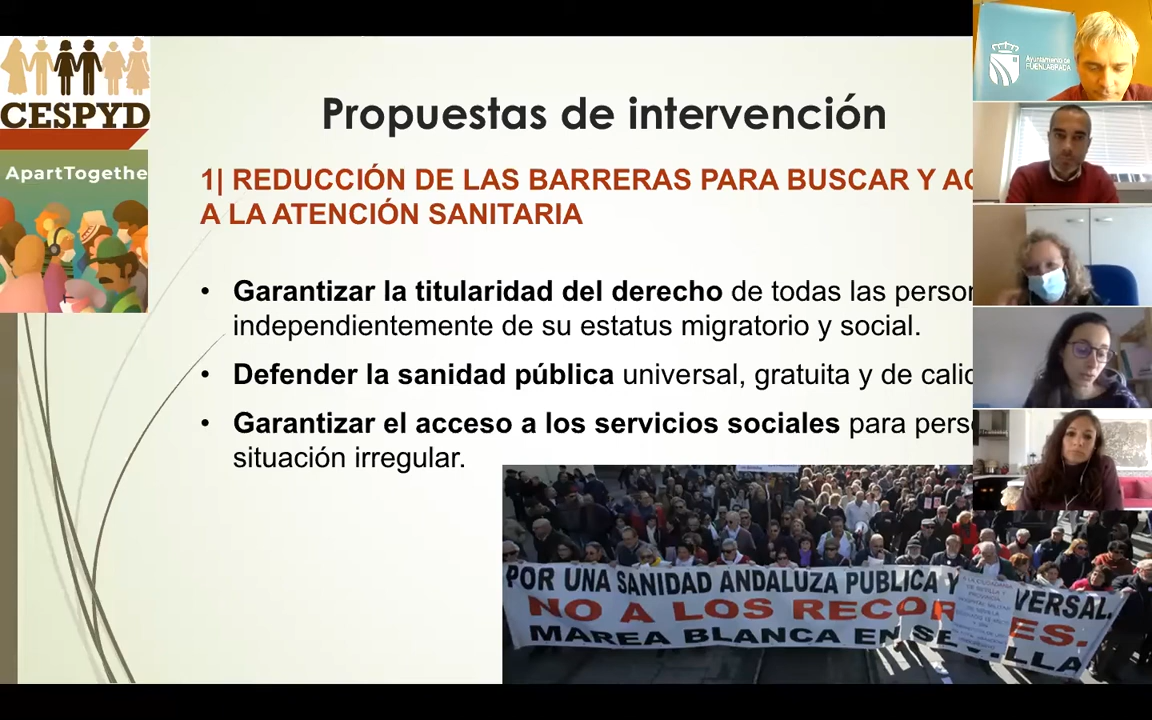 CESPYD
ApartTogethe
Propuestas de intervención
1| REDUCCIÓN DE LAS BARRERAS PARA BUSCAR Y AC
A LA ATENCIÓN SANITARIA
• Garantizar la titularidad del derecho de todas las person
independientemente de su estatus migratorio y social.
• Defender la sanidad pública universal, gratuita y de calid
• Garantizar el acceso a los servicios sociales para perso
situación irregular.
Ayuntamiento de
FUENLABRADA
POR UNA SANIDAD ANDALUZA PUBLICA Y VERSAL.
NO A LOS RECOR ES.
MAREA BLANCA EN SEVILLA